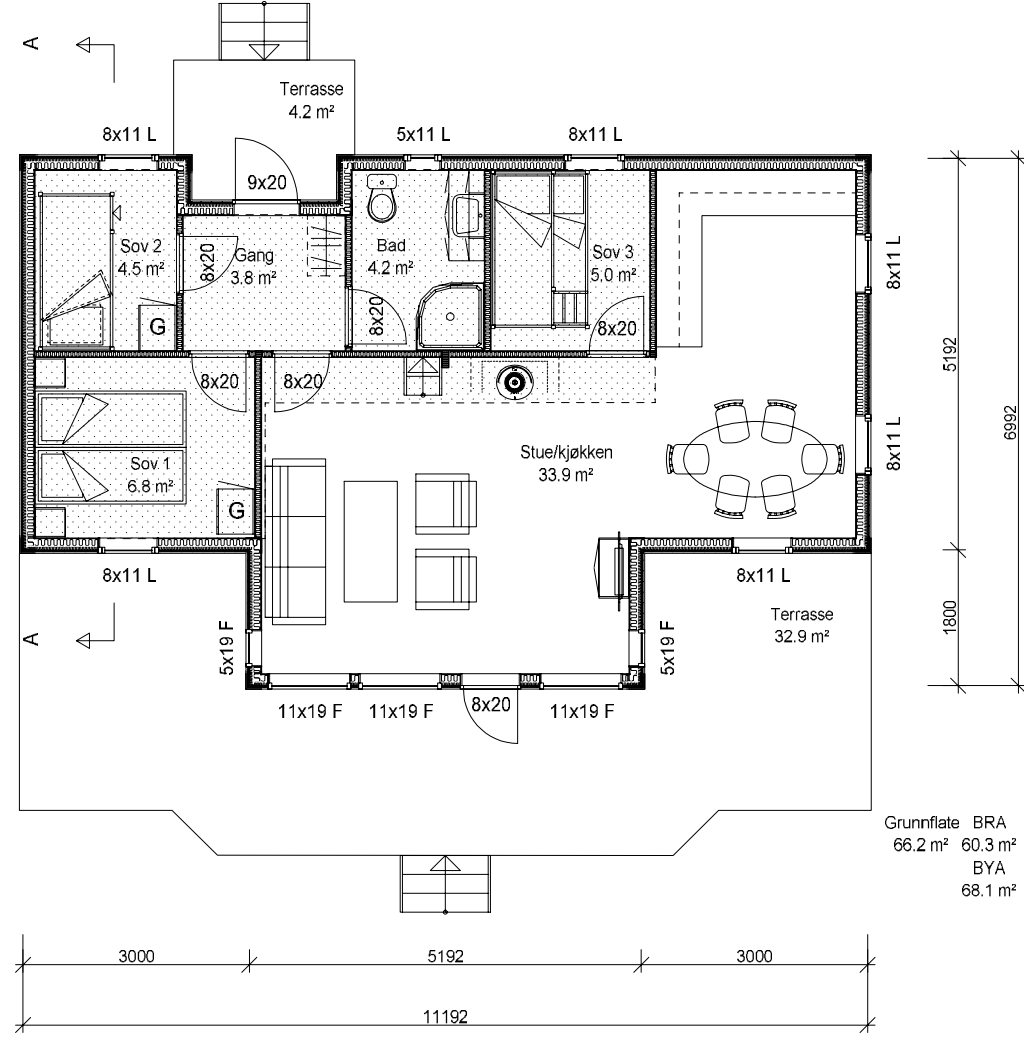 A
Terrasse
4.2 m²
8x11 L
5x11 L
8x11 L
9x20
Sov 2
4.5 m²
8x20
Gang
3.8 m²
Bad
4.2 m²
Sov 3
5.0 m²
8x11 L
8x20
8x20
G
5192
8x20
8x20
6992
Stue/kjøkken
33.9 m²
8x11 L
Sov 1
6.8 m²
G
8x11 L
8x11 L
A
5x19 F
5x19 F
Terrasse
32.9 m²
1800
11x19 F
11x19 F
8x20
11x19 F
Grunnflate BRA
66.2 m² 60.3 m²
BYA
68.1 m²
3000
5192
3000
11192